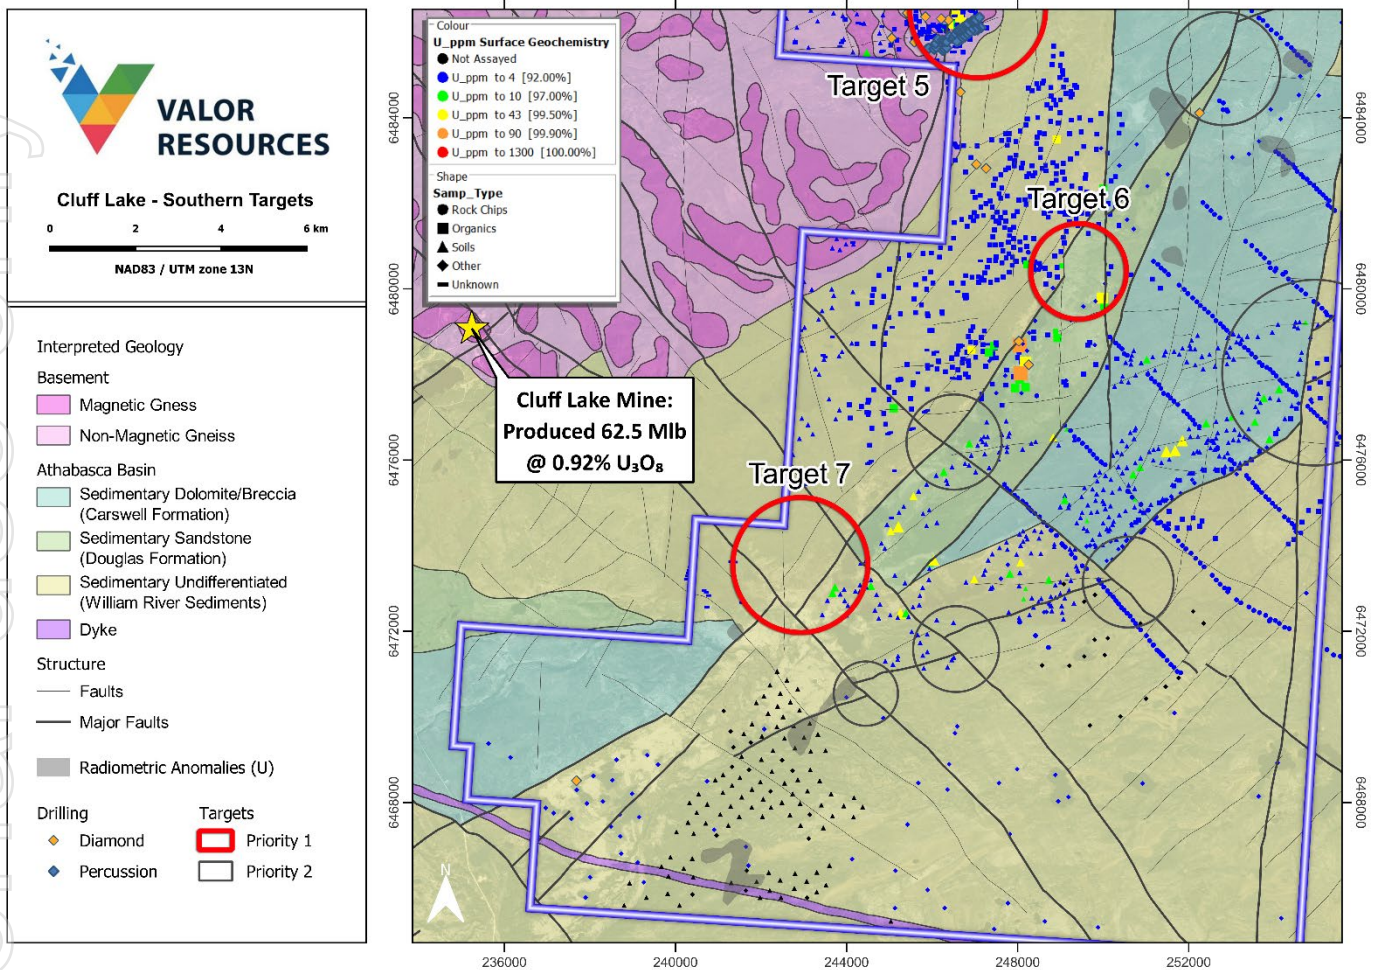 VALOR
RESOURCES
Cluff Lake - Southern Targets
0 2 4 6 km
NAD83 / UTM zone 13N
Interpreted Geology
Basement
Magnetic Gness
Non-Magnetic Gneiss
Athabasca Basin
Sedimentary Dolomite/Breccia
(Carswell Formation)
Sedimentary Sandstone
(Douglas Formation)
Sedimentary Undifferentiated
(William River Sediments)
Dyke
Structure
Faults
Major Faults
Radiometric Anomalies (U)
Drilling
Diamond
Percussion
Targets
Priority 1
Priority 2
Colour
U_ppm Surface Geochemistry
Not Assayed
U_ppm to 4 [92.00%]
U_ppm to 10 [97.00%]
U_ppm to 43 [99.50%]
U_ppm to 90 [99.90%]
U_ppm to 1300 [100.00%]
Shape
Samp_Type
Rock Chips
Organics
Soils
Other
Unknown
Target 5
Target 6
Target 7
Cluff Lake Mine:
Produced 62.5 Mlb
@ 0.92% U₃O₈
N
6484000
6480000
6476000
6472000
6468000
6484000
6480000
6476000
6472000
6468000
236000 240000 244000 248000 252000